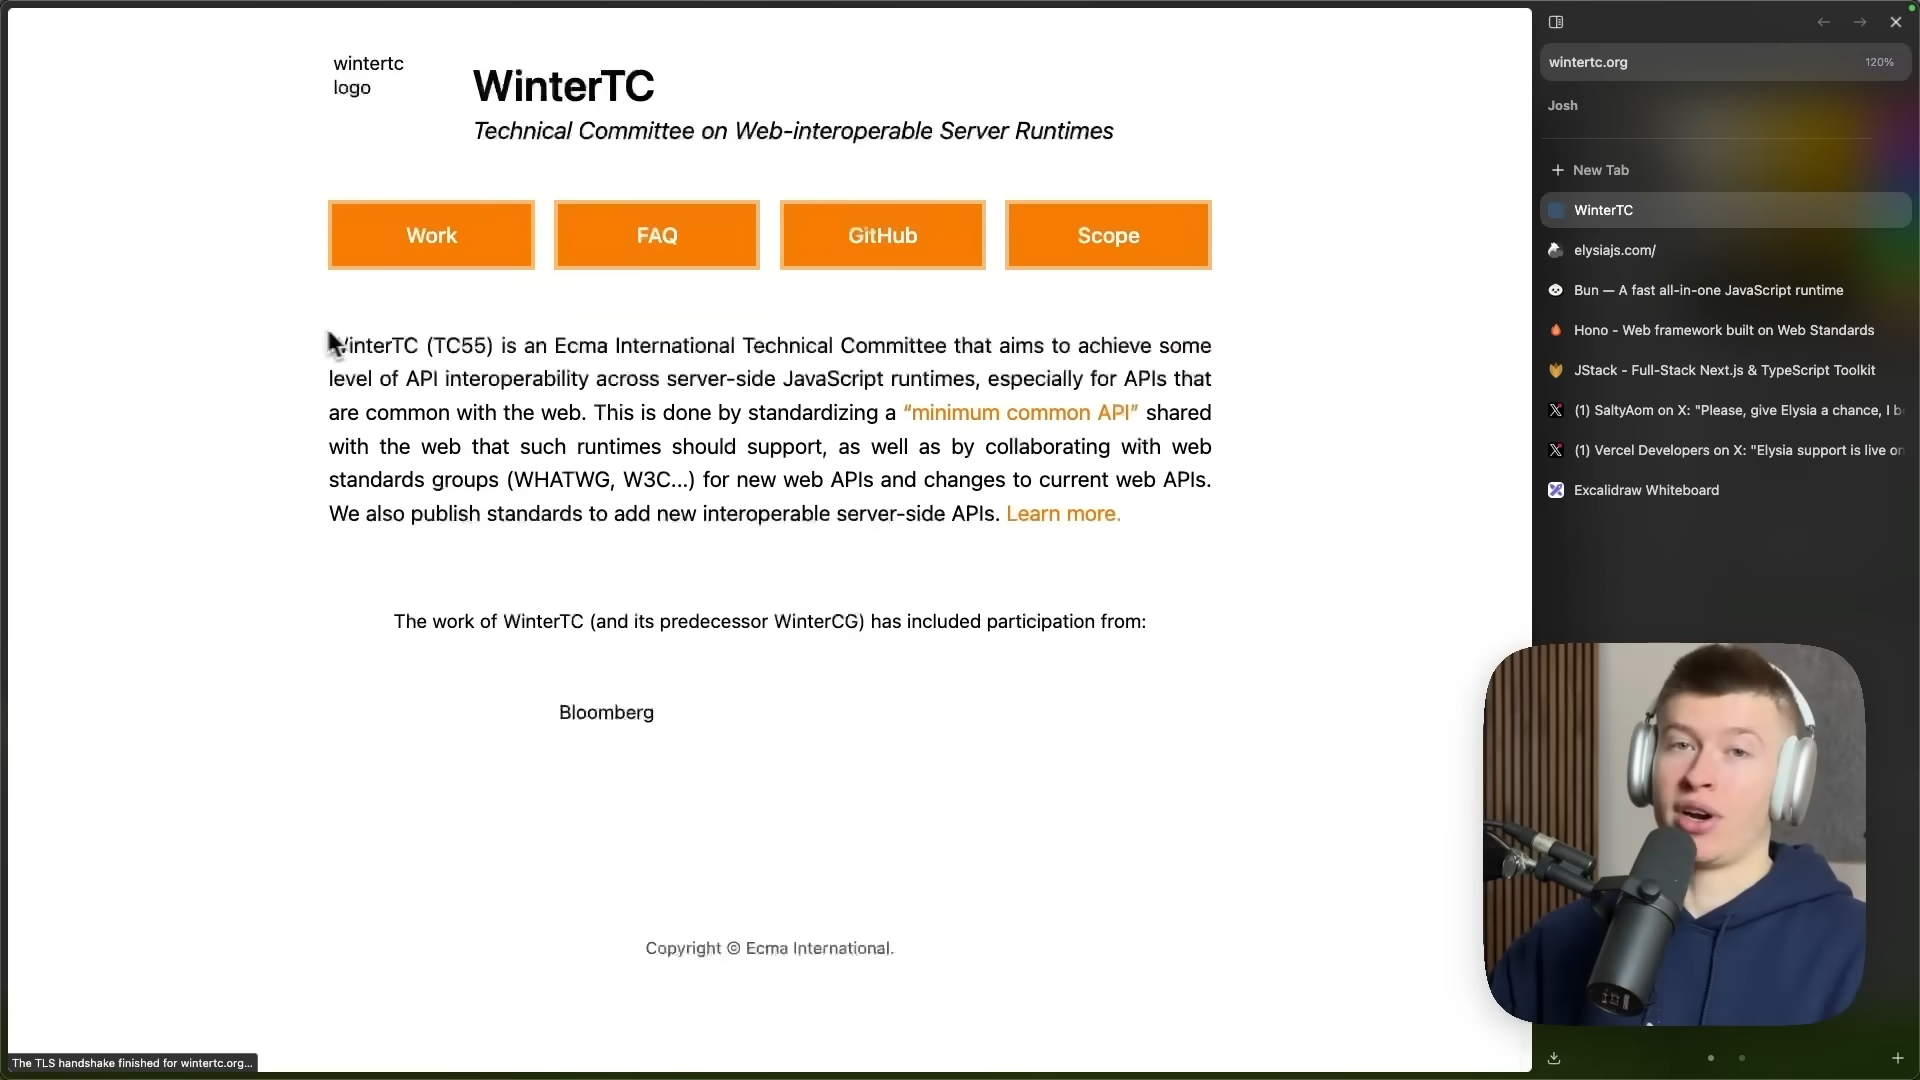 wintertc
logo
WinterTC
Technical Committee on Web-interoperable Server Runtimes
Work
FAQ
GitHub
Scope
WinterTC (TC55) is an Ecma International Technical Committee that aims to achieve some
level of API interoperability across server-side JavaScript runtimes, especially for APIs that
are common with the web. This is done by standardizing a “minimum common API” shared
with the web that such runtimes should support, as well as by collaborating with web
standards groups (WHATWG, W3C...) for new web APIs and changes to current web APIs.
We also publish standards to add new interoperable server-side APIs. Learn more.
The work of WinterTC (and its predecessor WinterCG) has included participation from:
Bloomberg
Copyright © Ecma International.
The TLS handshake finished for wintertc.org...
wintertc.org
120%
Josh
New Tab
WinterTC
elysiajs.com/
Bun — A fast all-in-one JavaScript runtime
Hono - Web framework built on Web Standards
JStack - Full-Stack Next.js & TypeScript Toolkit
(1) SaltyAom on X: "Please, give Elysia a chance, I b
(1) Vercel Developers on X: "Elysia support is live on
Excalidraw Whiteboard